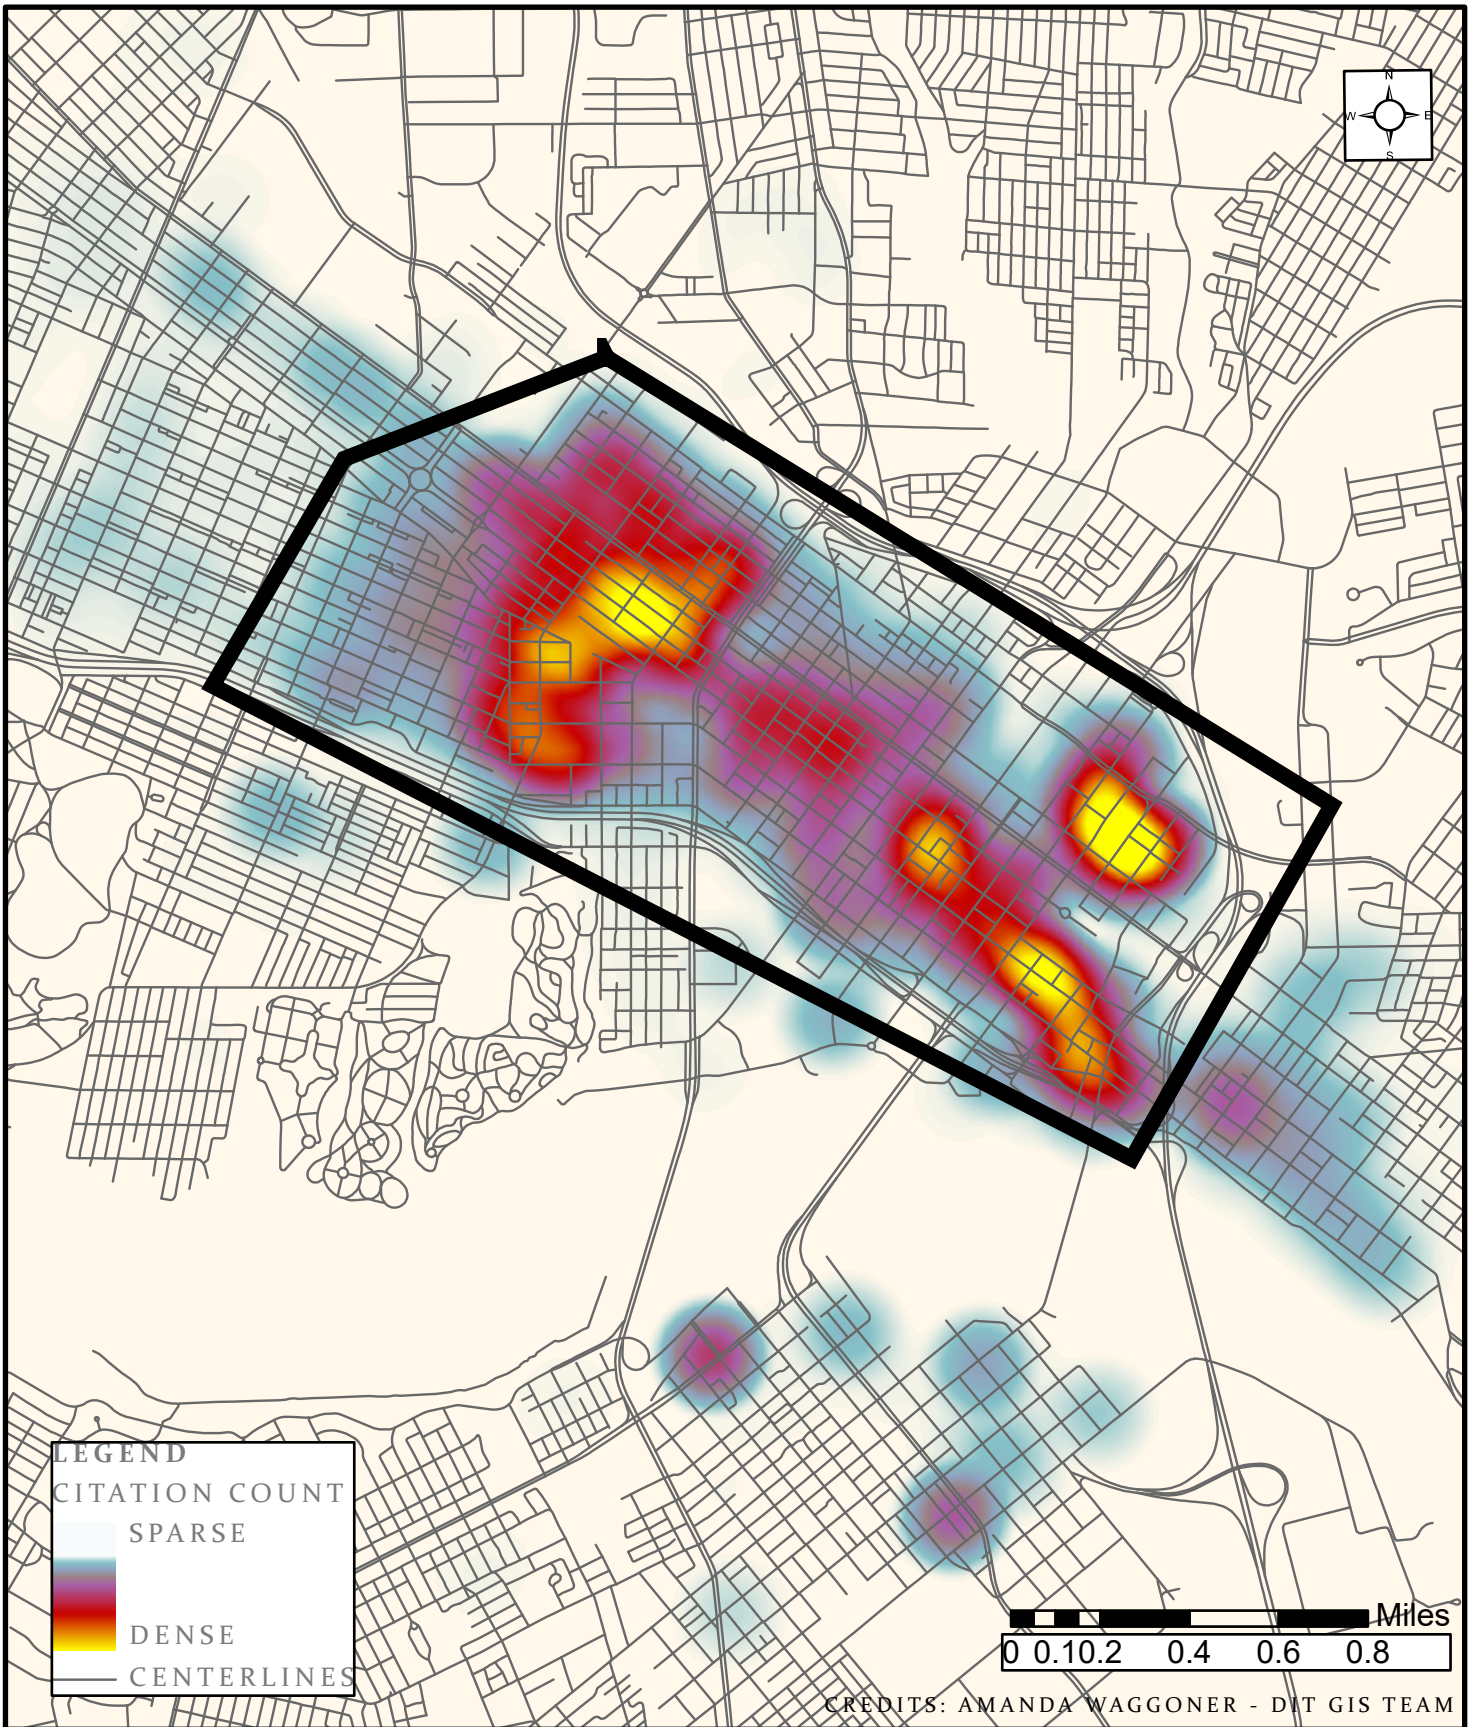 N
W E
S
LEGEND
CITATION COUNT
SPARSE
DENSE
CENTERLINES
Miles
0 0.10.2 0.4 0.6 0.8
CREDITS: AMANDA WAGGONER - DIT GIS TEAM